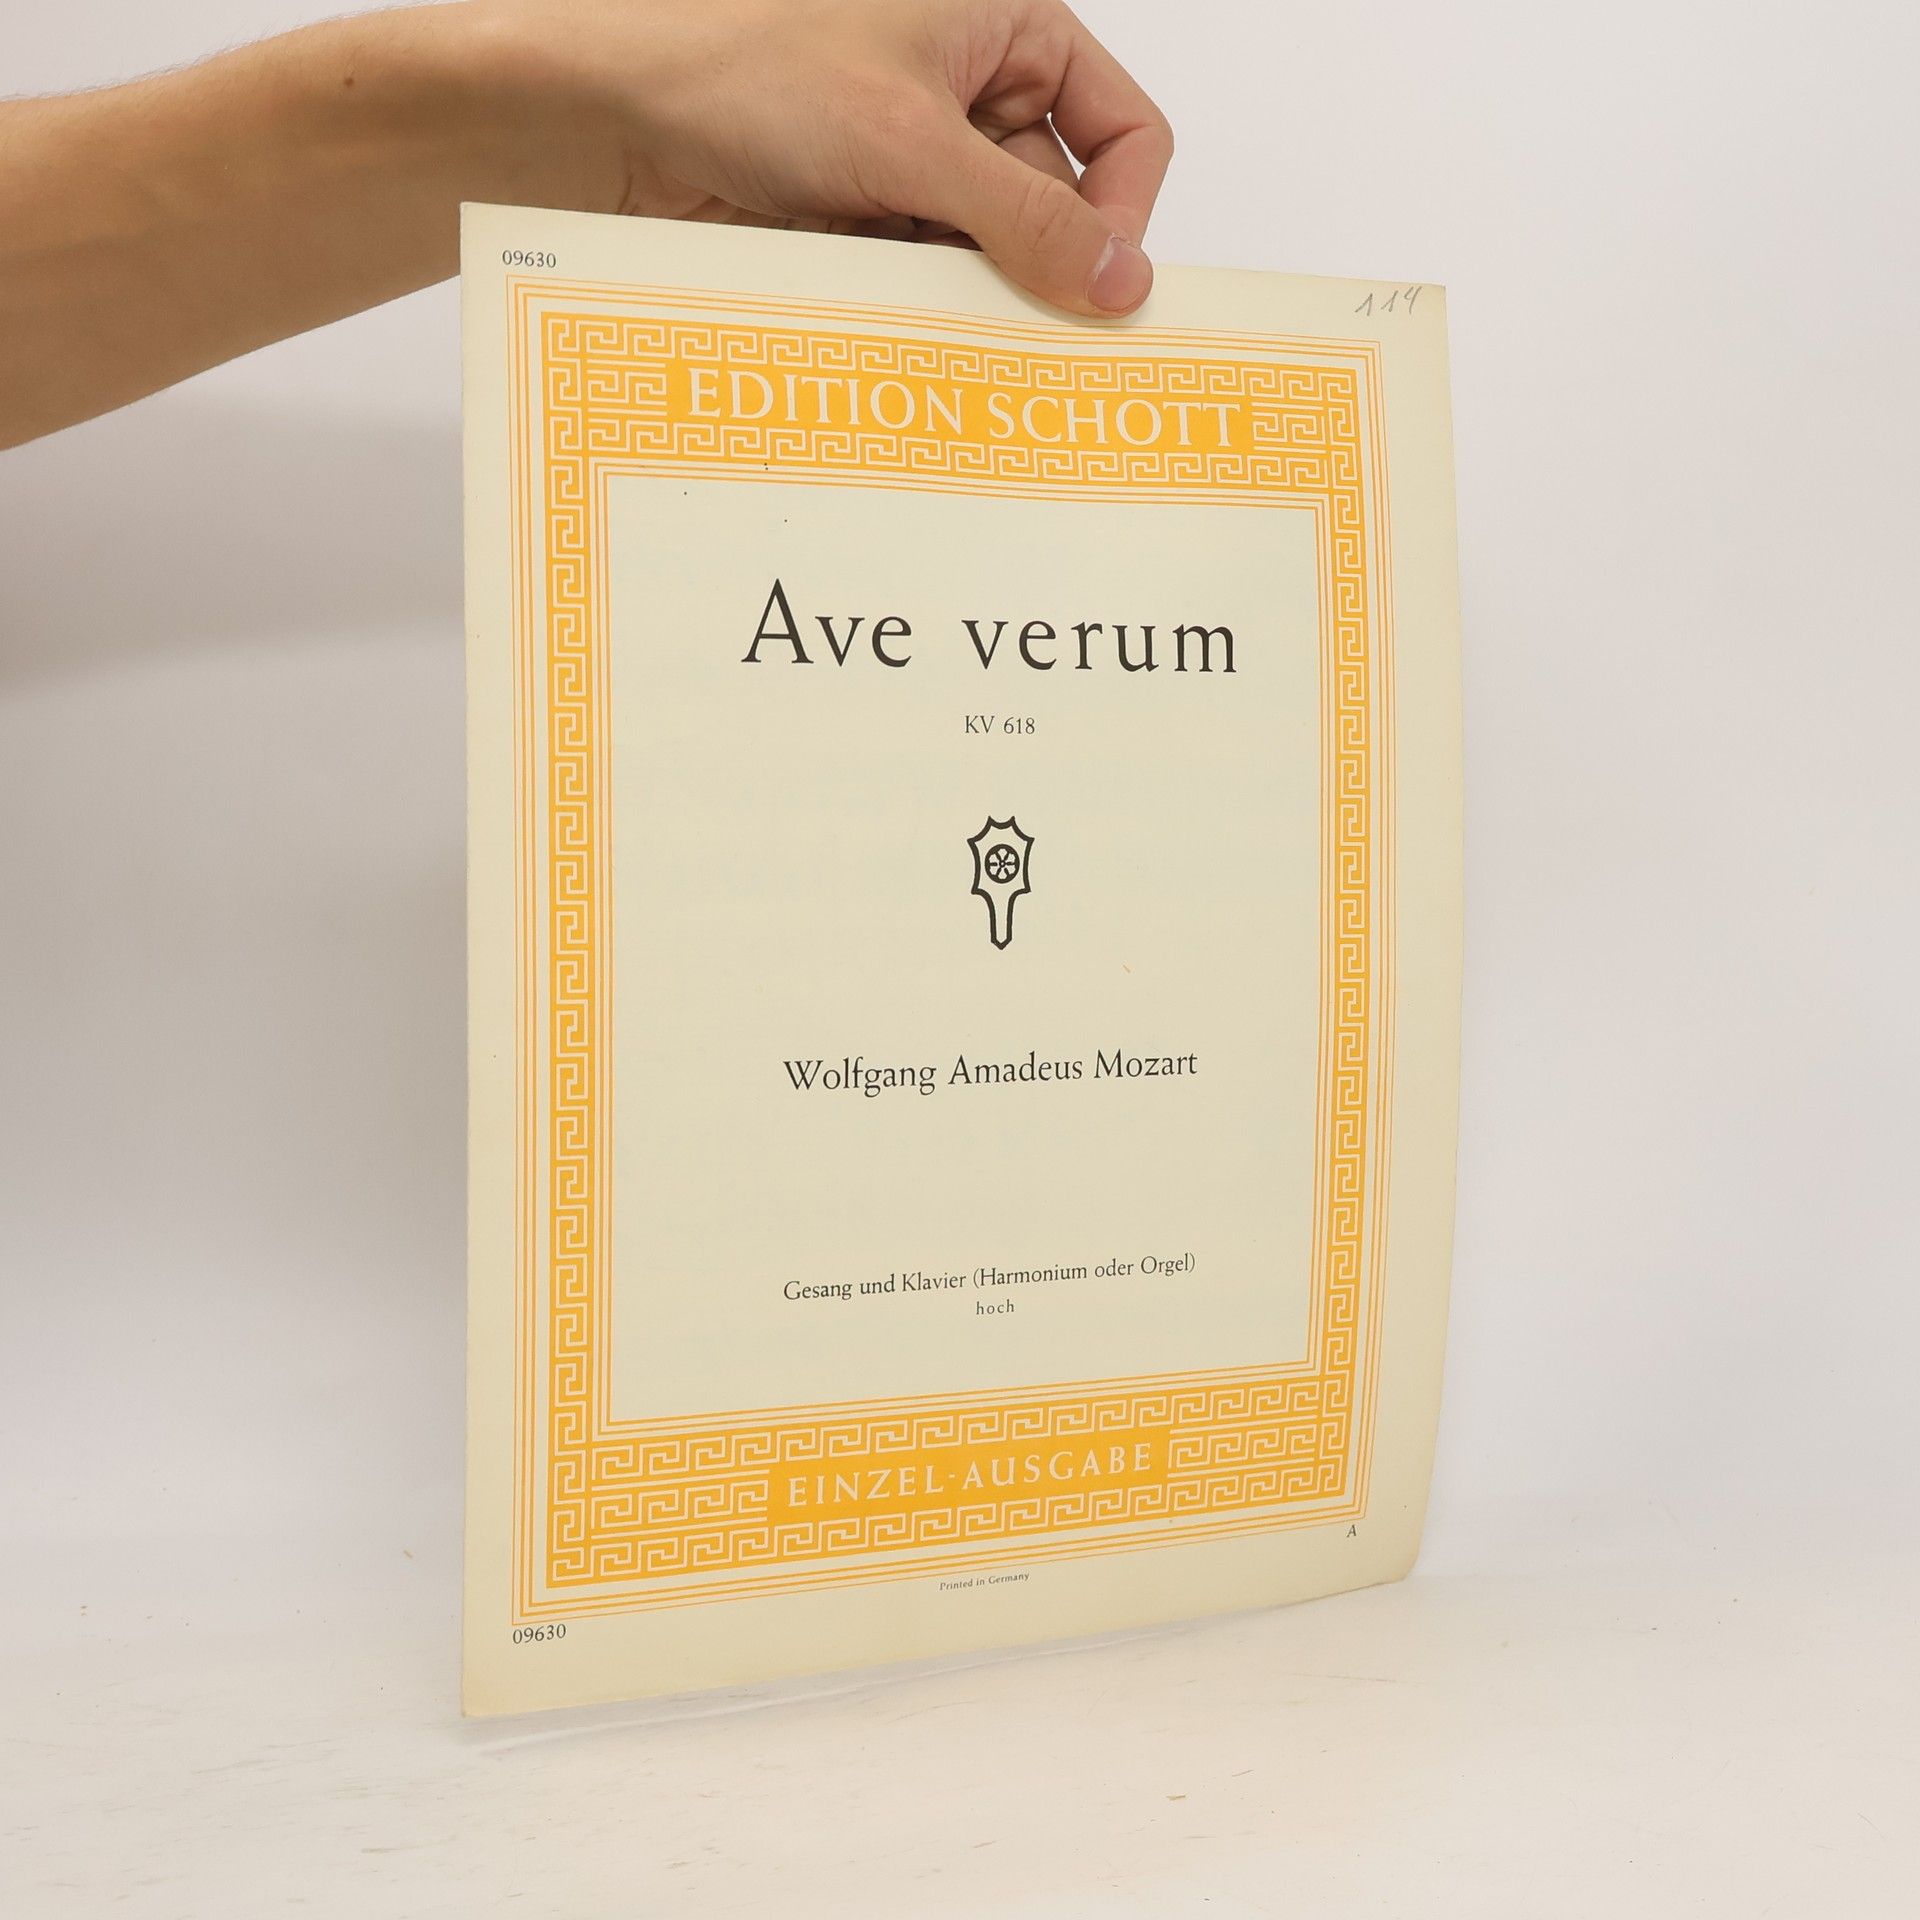 09630
114
EDITION SCHOTT
Ave verum
KV 618
Wolfgang Amadeus Mozart
Gesang und Klavier (Harmonium oder Orgel)
hoch
EINZEL-AUSGABE
A
Printed in Germany
09630